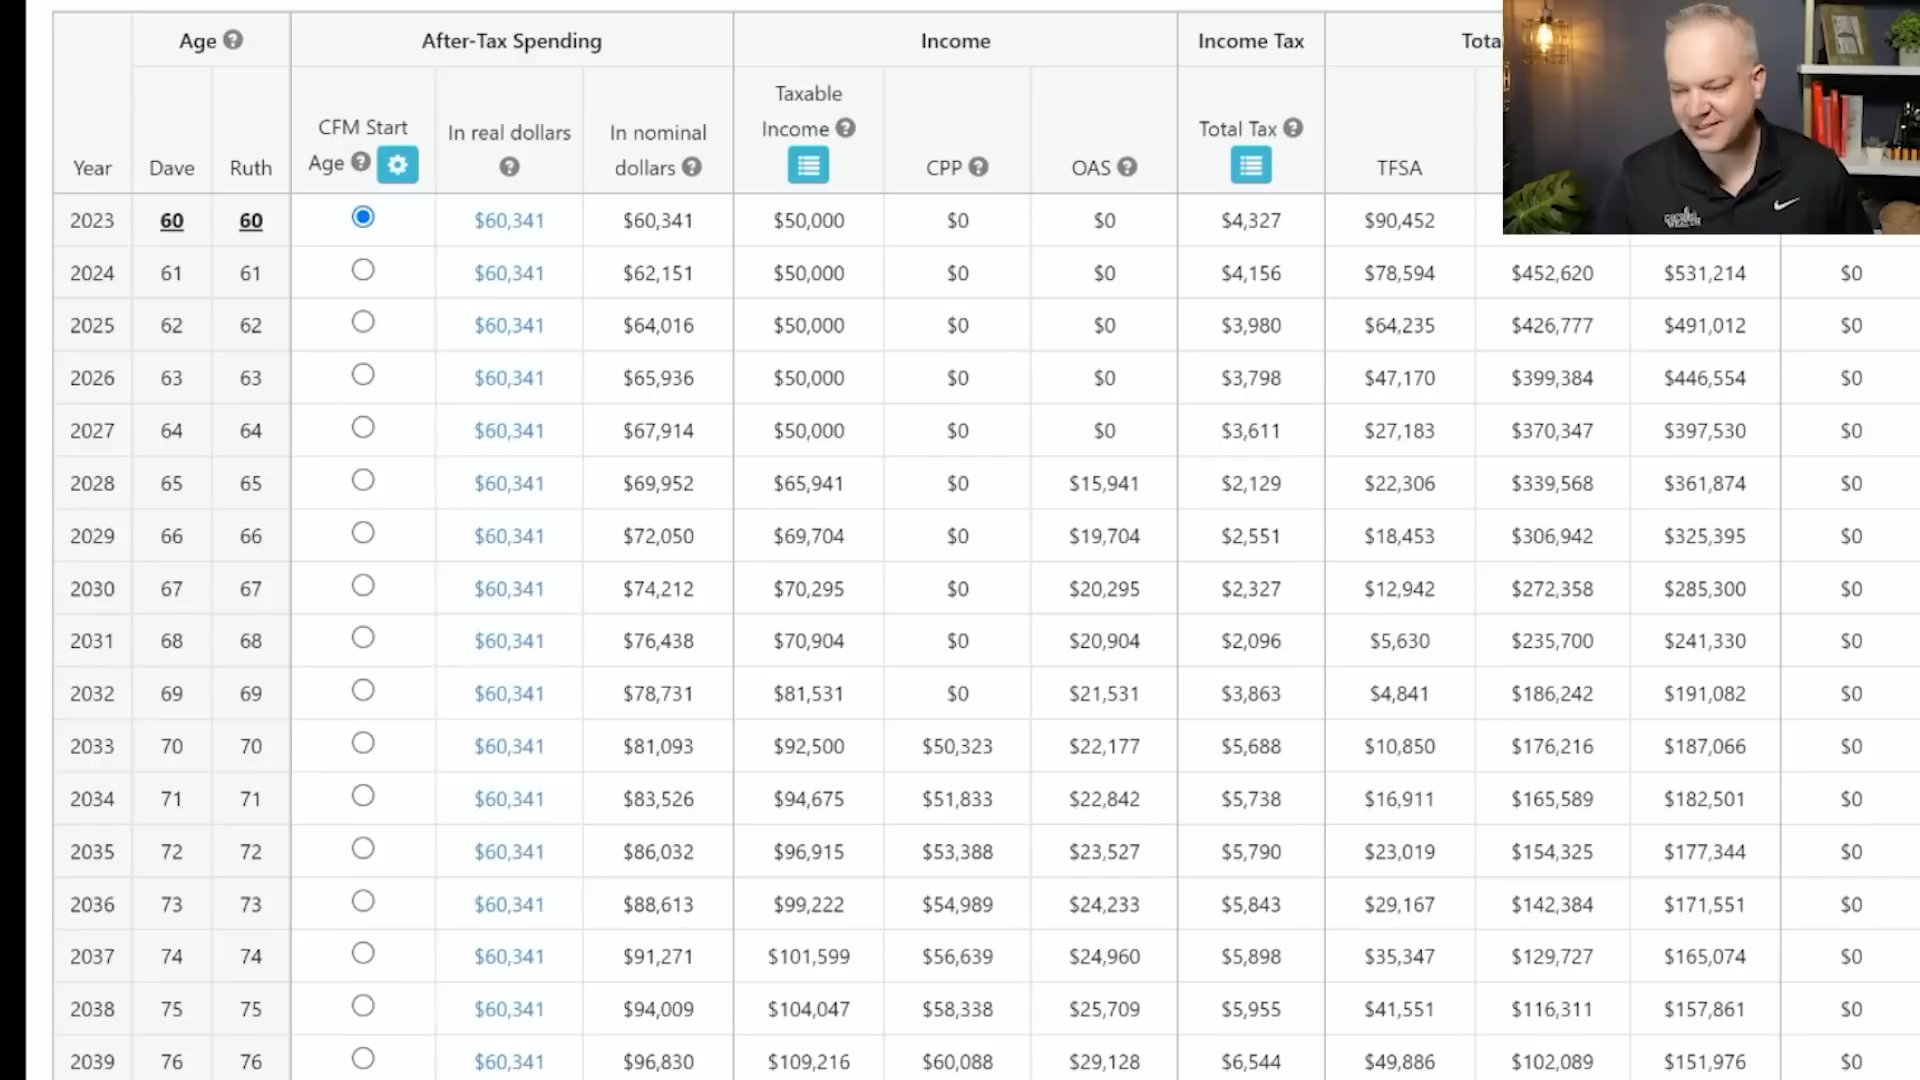 Age After-Tax Spending Income Income Tax Tota
Year Dave Ruth CFM Start Age In real dollars In nominal dollars Taxable Income CPP OAS Total Tax TFSA
2023 60 60 $60,341 $60,341 $50,000 $0 $0 $4,327 $90,452
2024 61 61 $60,341 $62,151 $50,000 $0 $0 $4,156 $78,594 $452,620 $531,214 $0
2025 62 62 $60,341 $64,016 $50,000 $0 $0 $3,980 $64,235 $426,777 $491,012 $0
2026 63 63 $60,341 $65,936 $50,000 $0 $0 $3,798 $47,170 $399,384 $446,554 $0
2027 64 64 $60,341 $67,914 $50,000 $0 $0 $3,611 $27,183 $370,347 $397,530 $0
2028 65 65 $60,341 $69,952 $65,941 $0 $15,941 $2,129 $22,306 $339,568 $361,874 $0
2029 66 66 $60,341 $72,050 $69,704 $0 $19,704 $2,551 $18,453 $306,942 $325,395 $0
2030 67 67 $60,341 $74,212 $70,295 $0 $20,295 $2,327 $12,942 $272,358 $285,300 $0
2031 68 68 $60,341 $76,438 $70,904 $0 $20,904 $2,096 $5,630 $235,700 $241,330 $0
2032 69 69 $60,341 $78,731 $81,531 $0 $21,531 $3,863 $4,841 $186,242 $191,082 $0
2033 70 70 $60,341 $81,093 $92,500 $50,323 $22,177 $5,688 $10,850 $176,216 $187,066 $0
2034 71 71 $60,341 $83,526 $94,675 $51,833 $22,842 $5,738 $16,911 $165,589 $182,501 $0
2035 72 72 $60,341 $86,032 $96,915 $53,388 $23,527 $5,790 $23,019 $154,325 $177,344 $0
2036 73 73 $60,341 $88,613 $99,222 $54,989 $24,233 $5,843 $29,167 $142,384 $171,551 $0
2037 74 74 $60,341 $91,271 $101,599 $56,639 $24,960 $5,898 $35,347 $129,727 $165,074 $0
2038 75 75 $60,341 $94,009 $104,047 $58,338 $25,709 $5,955 $41,551 $116,311 $157,861 $0
2039 76 76 $60,341 $96,830 $109,216 $60,088 $29,128 $6,544 $49,886 $102,089 $151,976 $0